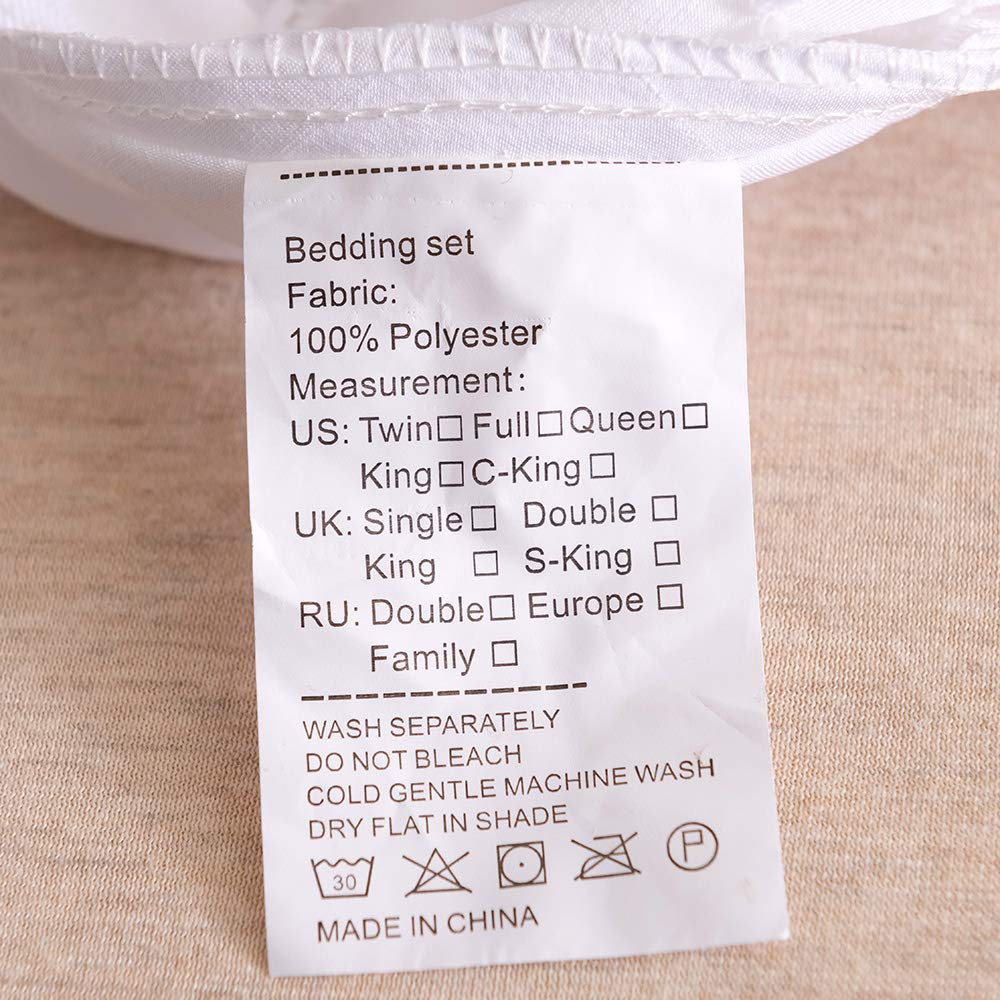 Bedding set
Fabric:
100% Polyester
Measurement:
US: Twin□ Full□ Queen□
King□ C-King□
UK: Single□ Double□
King□ S-King□
RU: Double□ Europe□
Family□
WASH SEPARATELY
DO NOT BLEACH
COLD GENTLE MACHINE WASH
DRY FLAT IN SHADE
30 P
MADE IN CHINA